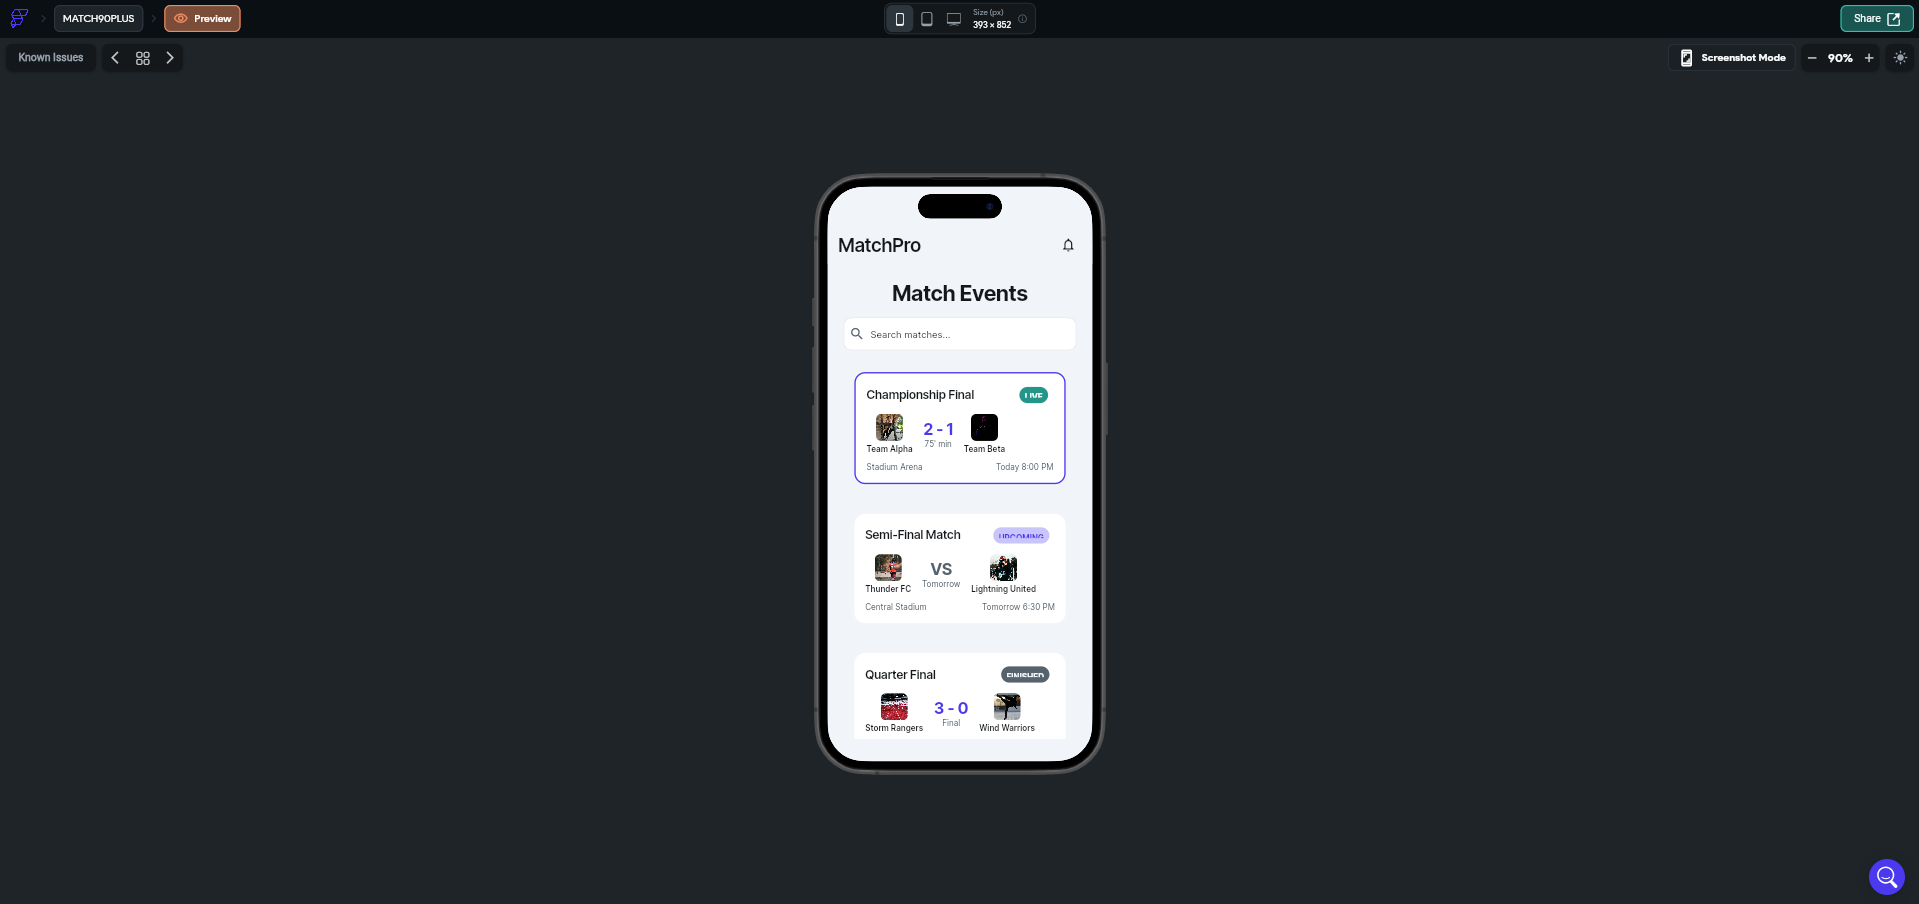 MATCH90PLUS
Preview
Size (px)
393 × 852
Share
Known Issues
Screenshot Mode
90%
MatchPro
Match Events
Search matches...
Championship Final
LIVE
2 - 1
75' min
Team Alpha
Team Beta
Stadium Arena
Today 8:00 PM
Semi-Final Match
UPCOMING
VS
Tomorrow
Thunder FC
Lightning United
Central Stadium
Tomorrow 6:30 PM
Quarter Final
FINISHED
3 - 0
Final
Storm Rangers
Wind Warriors